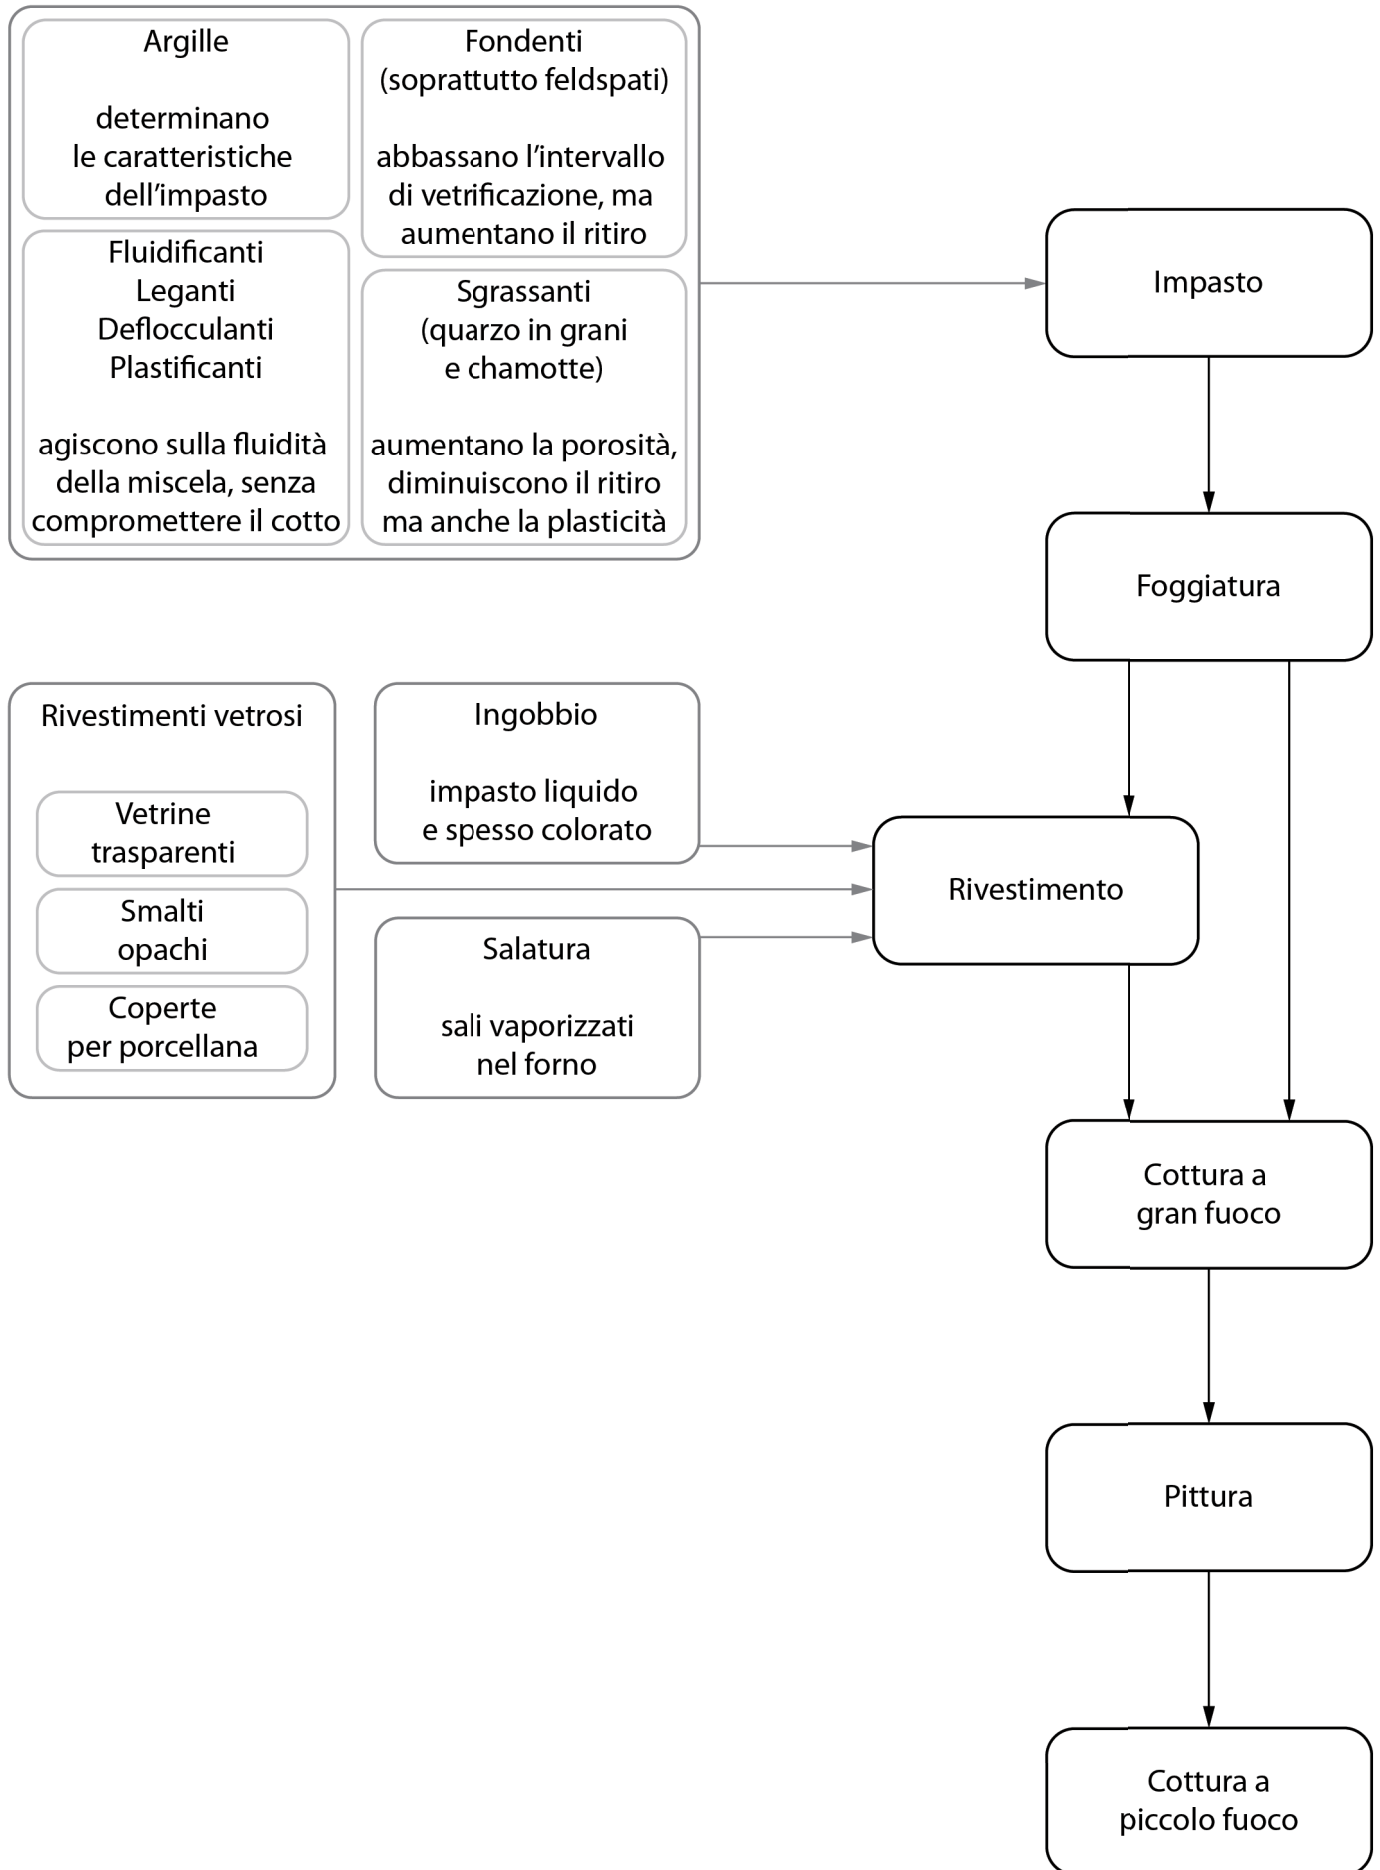 Argille
determinano
le caratteristiche
dell’impasto
Fondenti
(soprattutto feldspati)
abbassano l’intervallo
di vetrificazione, ma
aumentano il ritiro
Fluidificanti
Leganti
Deflocculanti
Plastificanti
agiscono sulla fluidità
della miscela, senza
compromettere il cotto
Sgrassanti
(quarzo in grani
e chamotte)
aumentano la porosità,
diminuiscono il ritiro
ma anche la plasticità
Impasto
Foggiatura
Rivestimenti vetrosi
Vetrine
trasparenti
Smalti
opachi
Coperte
per porcellana
Ingobbio
impasto liquido
e spesso colorato
Salatura
sali vaporizzati
nel forno
Rivestimento
Cottura a
gran fuoco
Pittura
Cottura a
piccolo fuoco